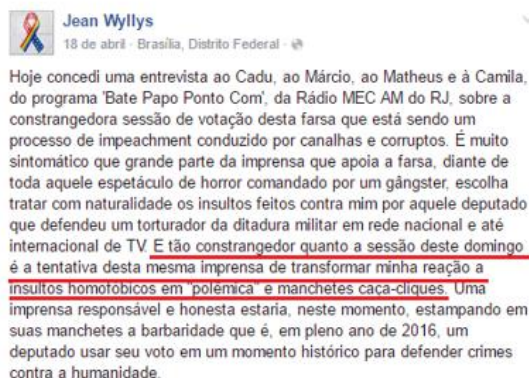 Jean Wyllys
18 de abril · Brasília, Distrito Federal ·
Hoje concedi uma entrevista ao Cadu, ao Márcio, ao Matheus e à Camila,
do programa 'Bate Papo Ponto Com', da Rádio MEC AM do RJ, sobre a
constrangedora sessão de votação desta farsa que está sendo um
processo de impeachment conduzido por canalhas e corruptos. É muito
sintomático que grande parte da imprensa que apoia a farsa, diante de
toda aquele espetáculo de horror comandado por um gângster, escolha
tratar com naturalidade os insultos feitos contra mim por aquele deputado
que defendeu um torturador da ditadura militar em rede nacional e até
internacional de TV. E tão constrangedor quanto a sessão deste domingo
é a tentativa desta mesma imprensa de transformar minha reação a
insultos homofóbicos em "polêmica" e manchetes caça-cliques. Uma
imprensa responsável e honesta estaria, neste momento, estampando em
suas manchetes a barbaridade que é, em pleno ano de 2016, um
deputado usar seu voto em um momento histórico para defender crimes
contra a humanidade.